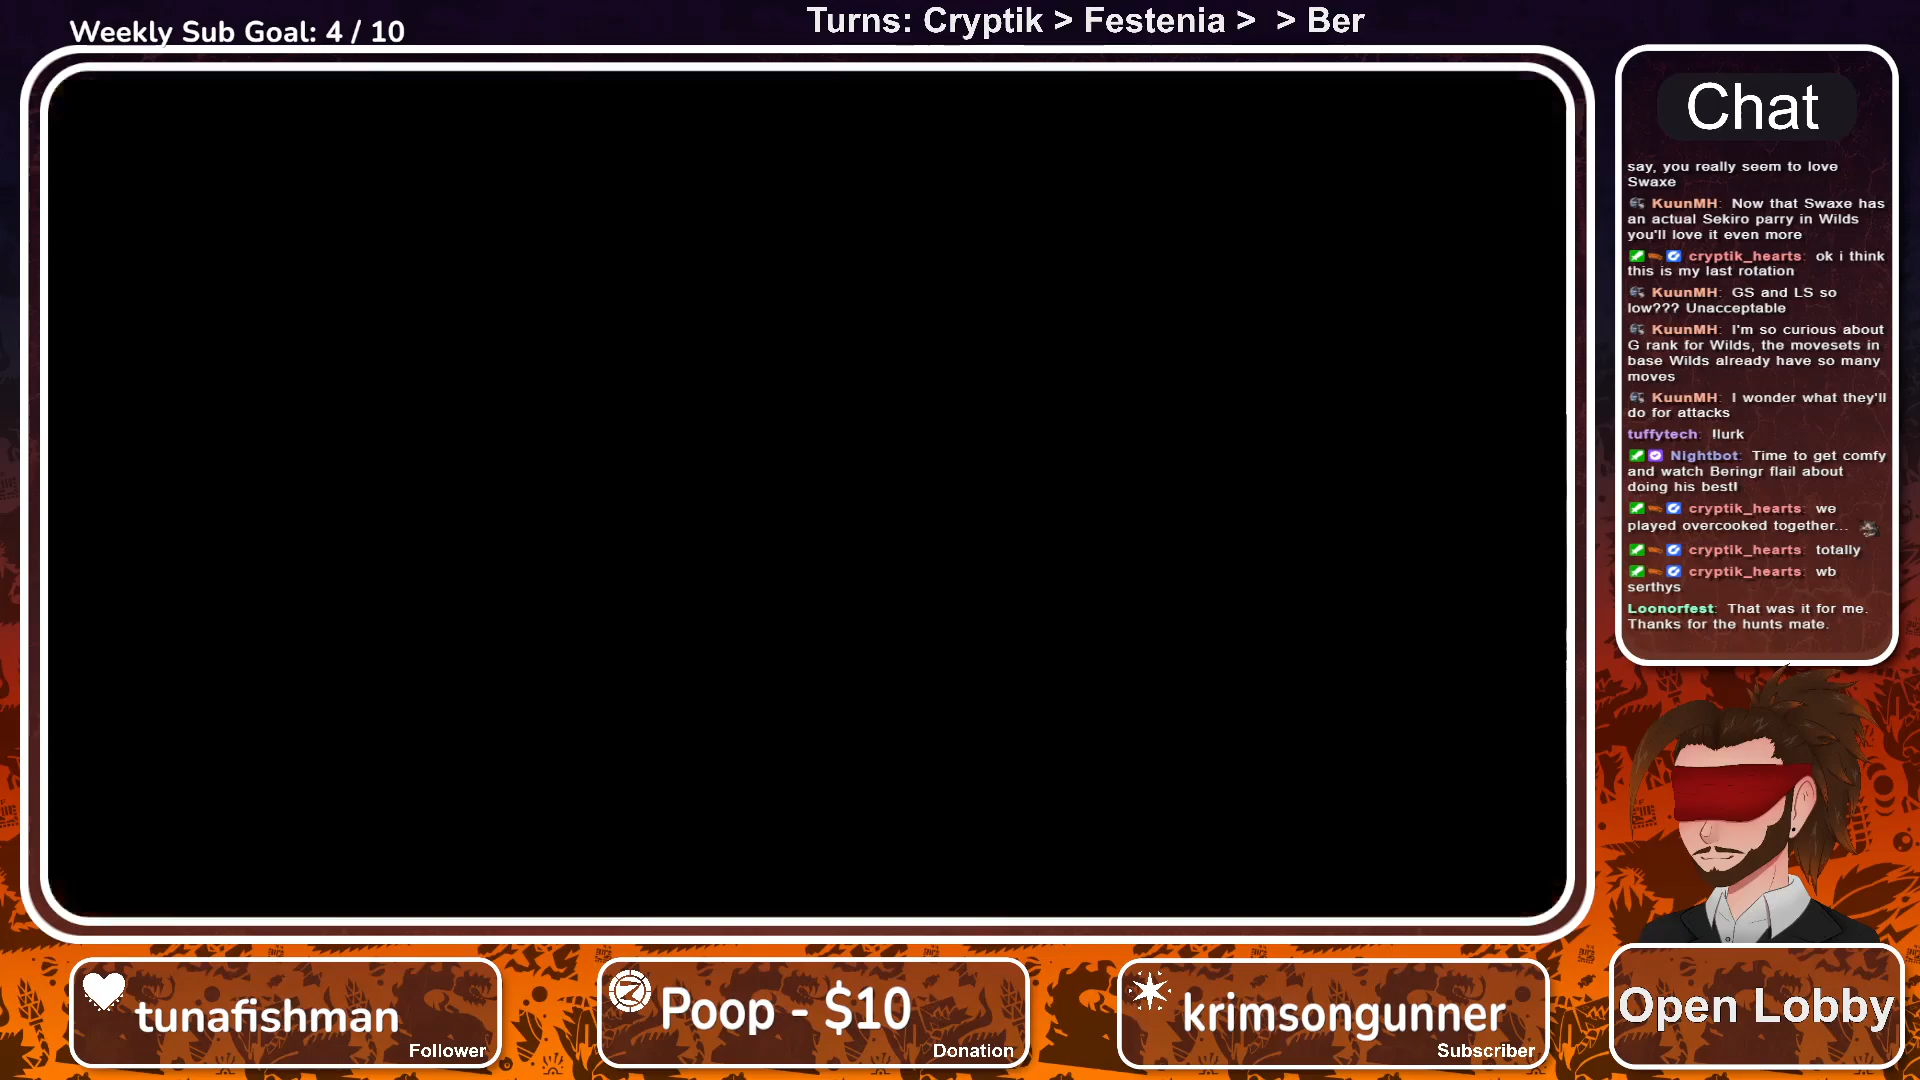 Weekly Sub Goal: 4 / 10
Turns: Cryptik > Festenia >  > Ber
Chat
say, you really seem to love
Swaxe
KuunMH: Now that Swaxe has
an actual Sekiro parry in Wilds
you'll love it even more
cryptik_hearts: ok i think
this is my last rotation
KuunMH: GS and LS so
low??? Unacceptable
KuunMH: I'm so curious about
G rank for Wilds, the movesets in
base Wilds already have so many
moves
KuunMH: I wonder what they'll
do for attacks
tuffytech: !lurk
Nightbot: Time to get comfy
and watch Beringr flail about
doing his best!
cryptik_hearts: we
played overcooked together...
cryptik_hearts: totally
cryptik_hearts: wb
serthys
Loonorfest: That was it for me.
Thanks for the hunts mate.
tunafishman
Follower
Poop - $10
Donation
krimsongunner
Subscriber
Open Lobby